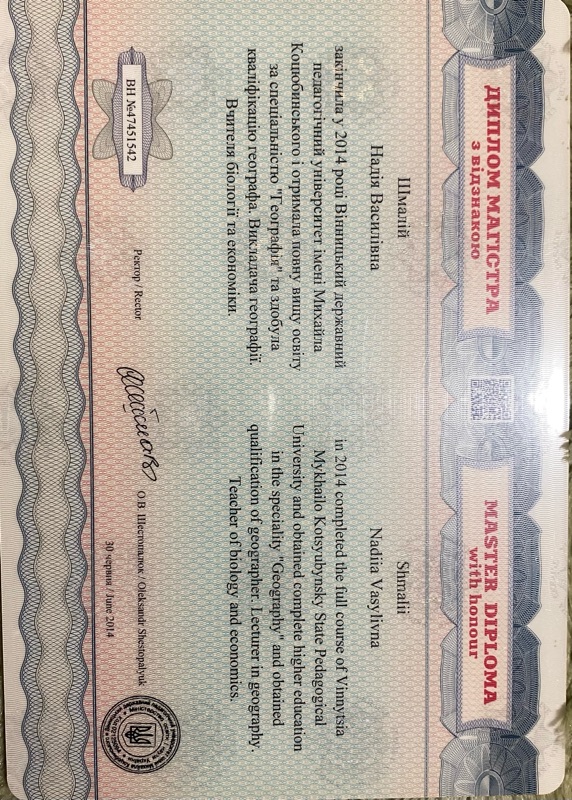 ДИПЛОМ МАГІСТРА
з відзнакою
Шмалій
Надія Василівна
закінчила у 2014 році Вінницький державний
педагогічний університет імені Михайла
Коцюбинського і отримала повну вищу освіту
за спеціальністю "Географія" та здобула
кваліфікацію географа. Викладача географії.
Вчителя біології та економіки.
ВН №47451542
Ректор/ Rector
MASTER DIPLOMA
with honour
Shmalii
Nadiia Vasylivna
in 2014 completed the full course of Vinnytsia
Mykhailo Kotsyubynsky State Pedagogical
University and obtained complete higher education
in the speciality "Geography" and obtained
qualification of geographer. Lecturer in geography.
Teacher of biology and economics.
О.В. Шестопалюк / Oleksandr Shestopalyuk
30 червня / June 2014